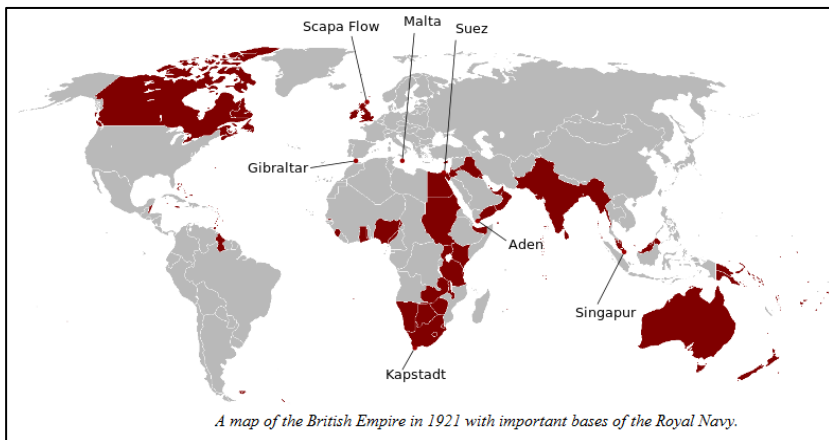 Scapa Flow
Malta
Suez
Gibraltar
Aden
Singapur
Kapstadt
A map of the British Empire in 1921 with important bases of the Royal Navy.